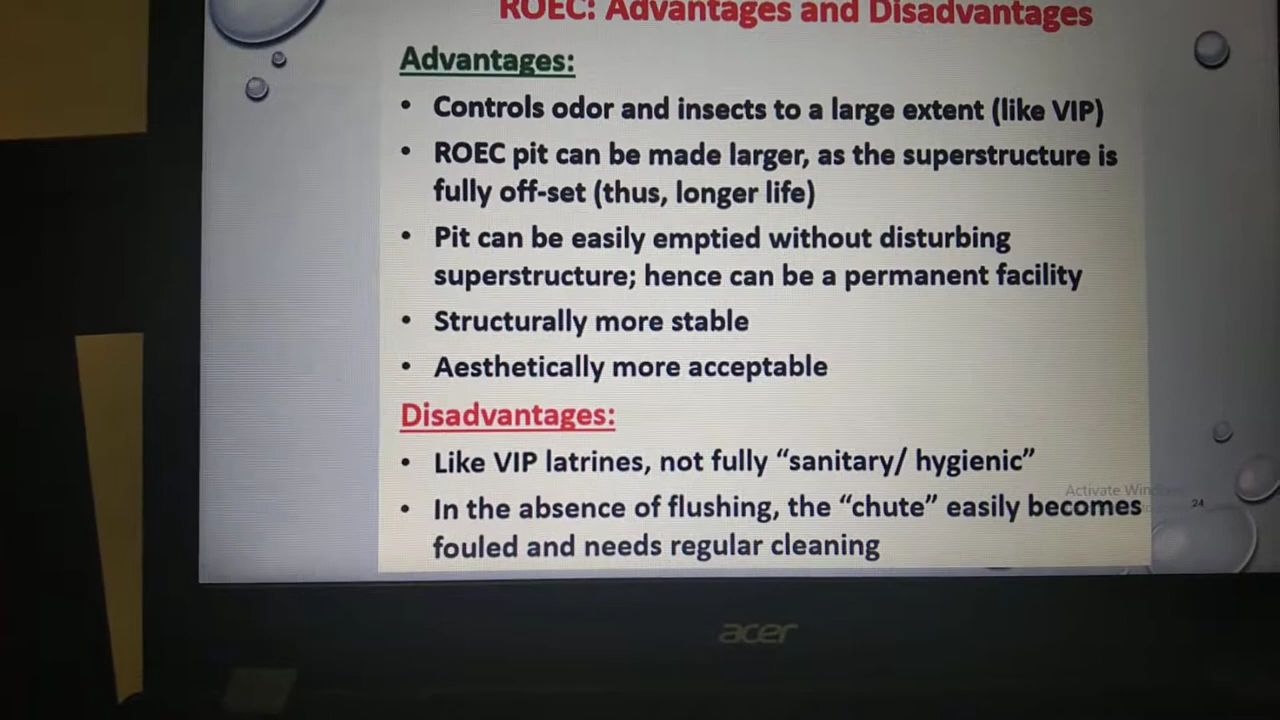 ROEC: Advantages and Disadvantages
Advantages:
• Controls odor and insects to a large extent (like VIP)
• ROEC pit can be made larger, as the superstructure is
fully off-set (thus, longer life)
• Pit can be easily emptied without disturbing
superstructure; hence can be a permanent facility
• Structurally more stable
• Aesthetically more acceptable
Disadvantages:
• Like VIP latrines, not fully “sanitary/ hygienic”
Activate
24
• In the absence of flushing, the “chute” easily becomes
fouled and needs regular cleaning
acer